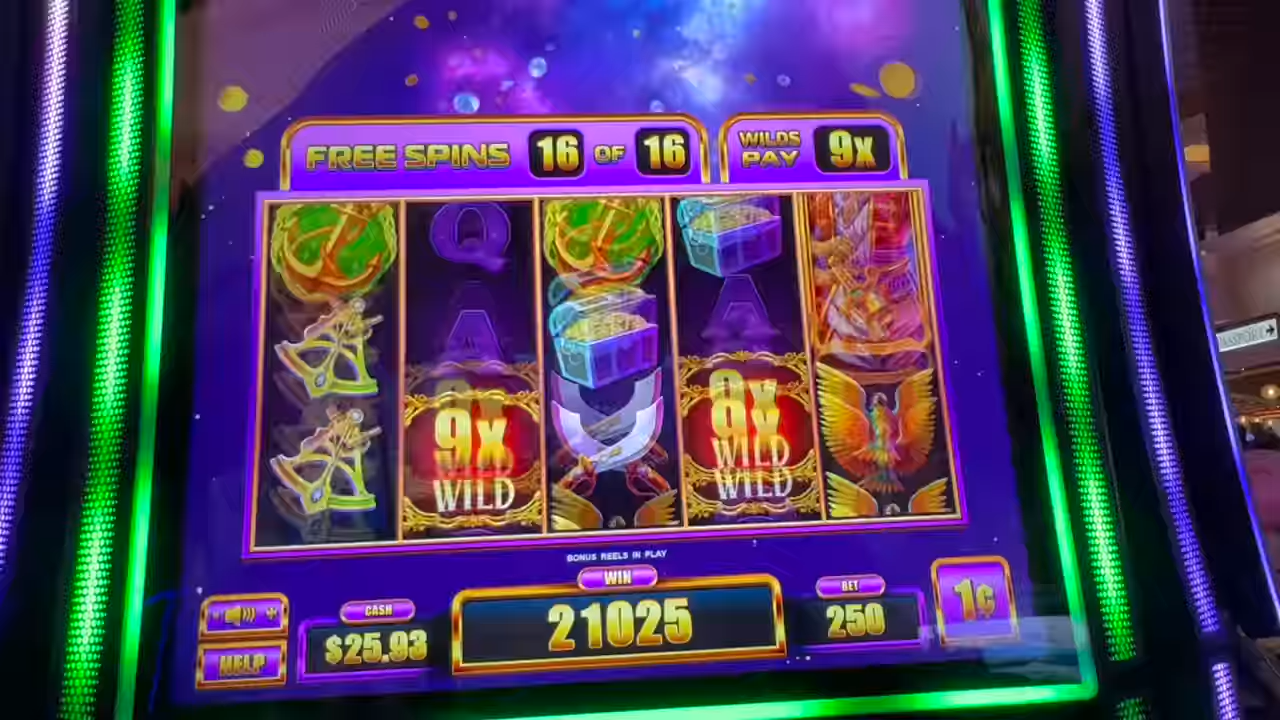 FREE SPINS 16 OF 16
WILDS PAY 9x
Q
A
A
9x
WILD
9x
WILD
WILD
BONUS REELS IN PLAY
WIN
21025
CASH
$25.93
BET
250
1¢
HELP